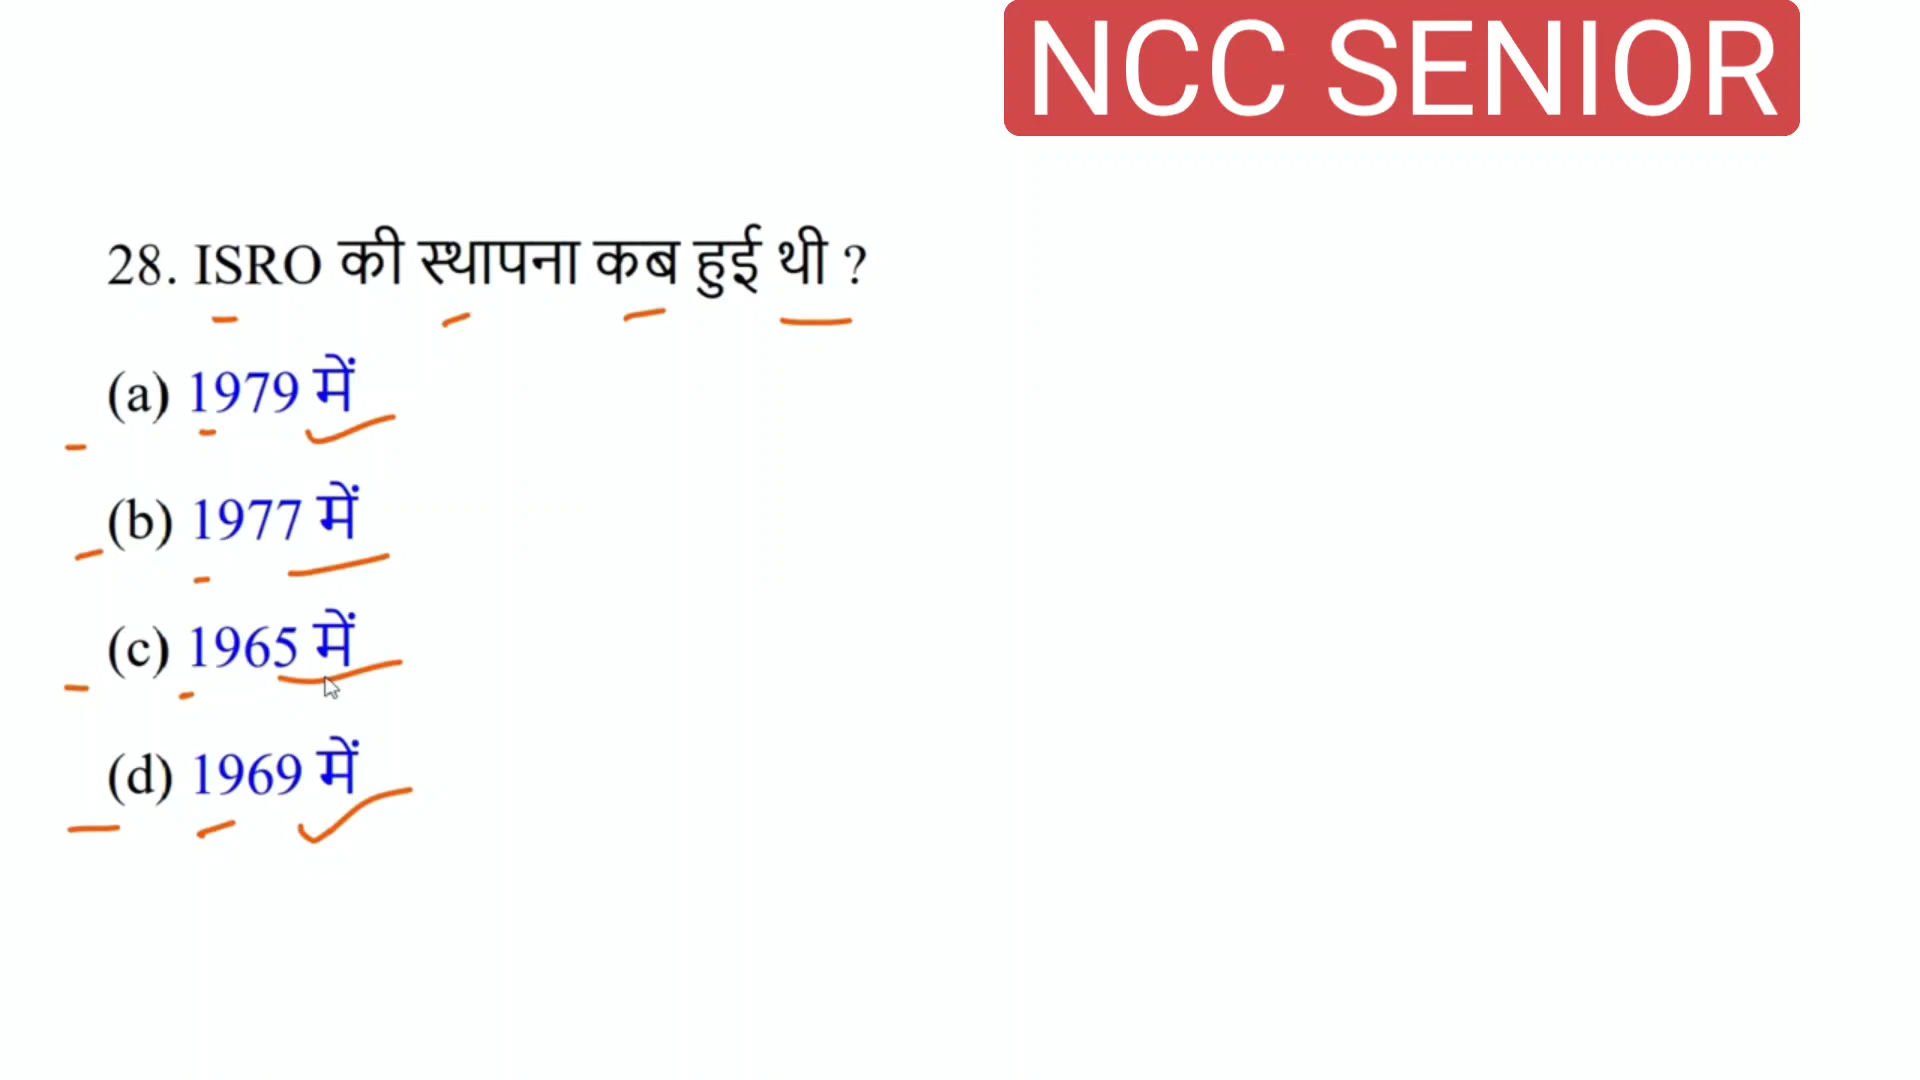 NCC SENIOR
28. ISRO की स्थापना कब हुई थी ?
(a) 1979 में
(b) 1977 में
(c) 1965 में
(d) 1969 में